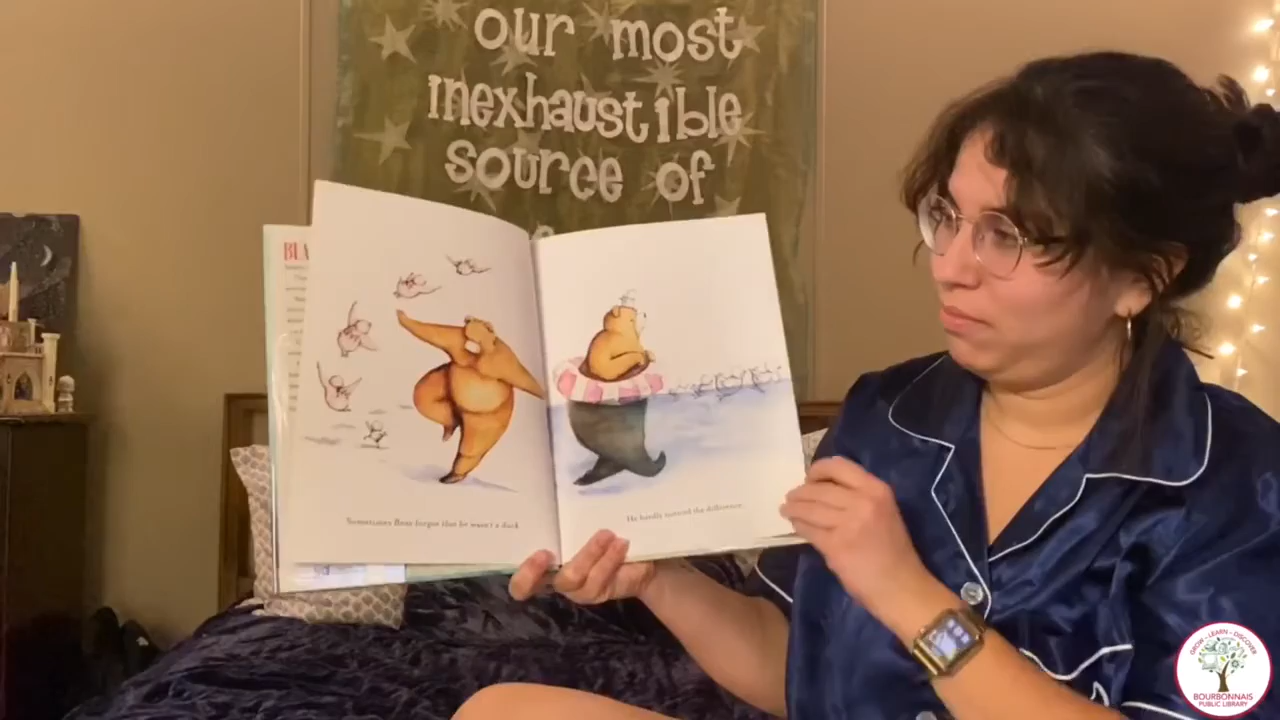 our most
inexhaustible
source of
BLA
Sometimes Bear forgot that he wasn't a duck
He hardly noticed the difference.
GROW – LEARN – DISCOVER
BOURBONNAIS
PUBLIC LIBRARY